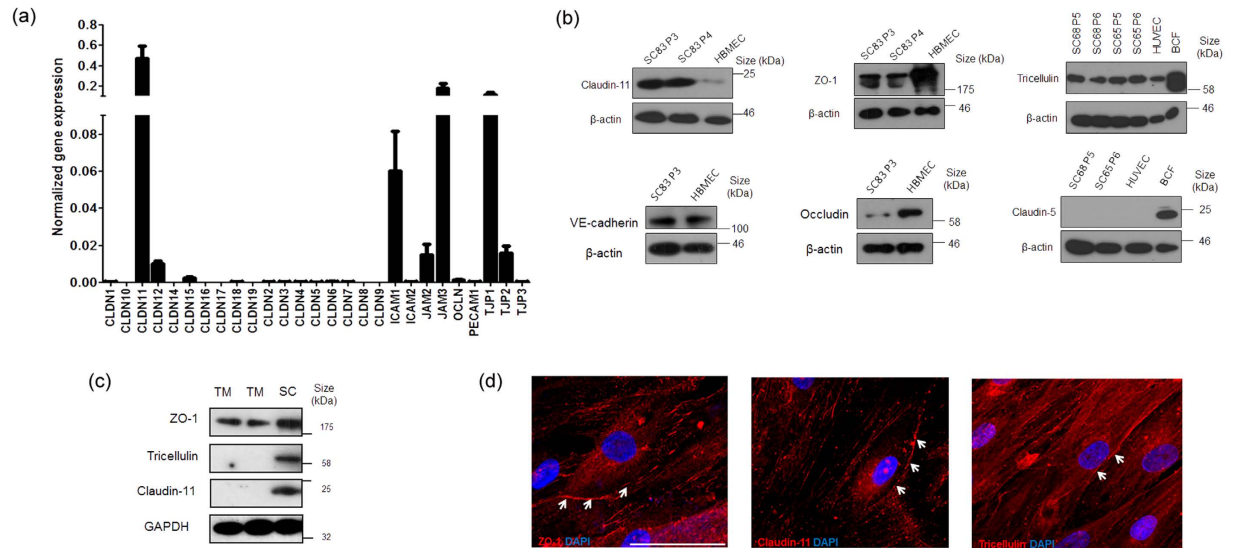 (a)
Normalized gene expression
0.8
0.6
0.4
0.2
0.08
0.06
0.04
0.02
0.00
CLDN1
CLDN10
CLDN11
CLDN12
CLDN14
CLDN15
CLDN16
CLDN17
CLDN18
CLDN19
CLDN2
CLDN3
CLDN4
CLDN5
CLDN6
CLDN7
CLDN8
CLDN9
ICAM1
ICAM2
JAM2
JAM3
OCLN
PECAM1
TJP1
TJP2
TJP3
(b)
SC83 P3
SC83 P4
HBMEC
Size (kDa)
Claudin-11
25
β-actin
46
SC83 P3
SC83 P4
HBMEC
Size (kDa)
ZO-1
175
β-actin
46
SC68 P5
SC68 P6
SC65 P5
SC65 P6
HUVEC
BCF
Size (kDa)
Tricellulin
58
β-actin
46
SC83 P3
HBMEC
Size
(kDa)
VE-cadherin
100
β-actin
46
SC83 P3
HBMEC
Size
(kDa)
Occludin
58
β-actin
46
SC68 P5
SC65 P6
HUVEC
BCF
Size
(kDa)
Claudin-5
25
β-actin
46
(c)
TM TM SC
Size
(kDa)
ZO-1
175
Tricellulin
58
Claudin-11
25
GAPDH
32
(d)
ZO-1 DAPI
Claudin-11 DAPI
Tricellulin DAPI